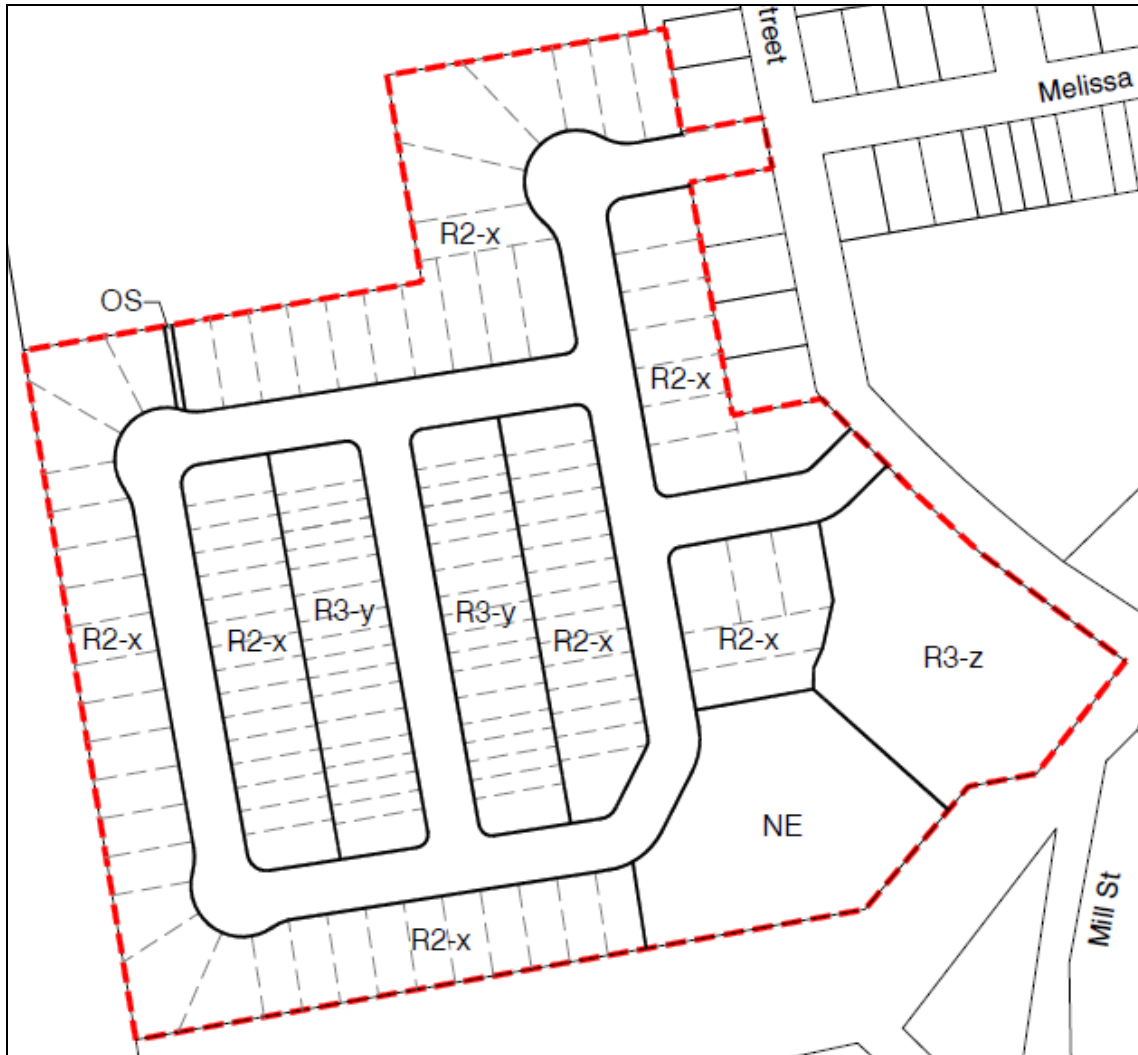 treet
Melissa
R2-x
OS
R2-x
R3-y
R3-y
R2-x
R2-x
R2-x
R2-x
R3-z
NE
R2-x
Mill St